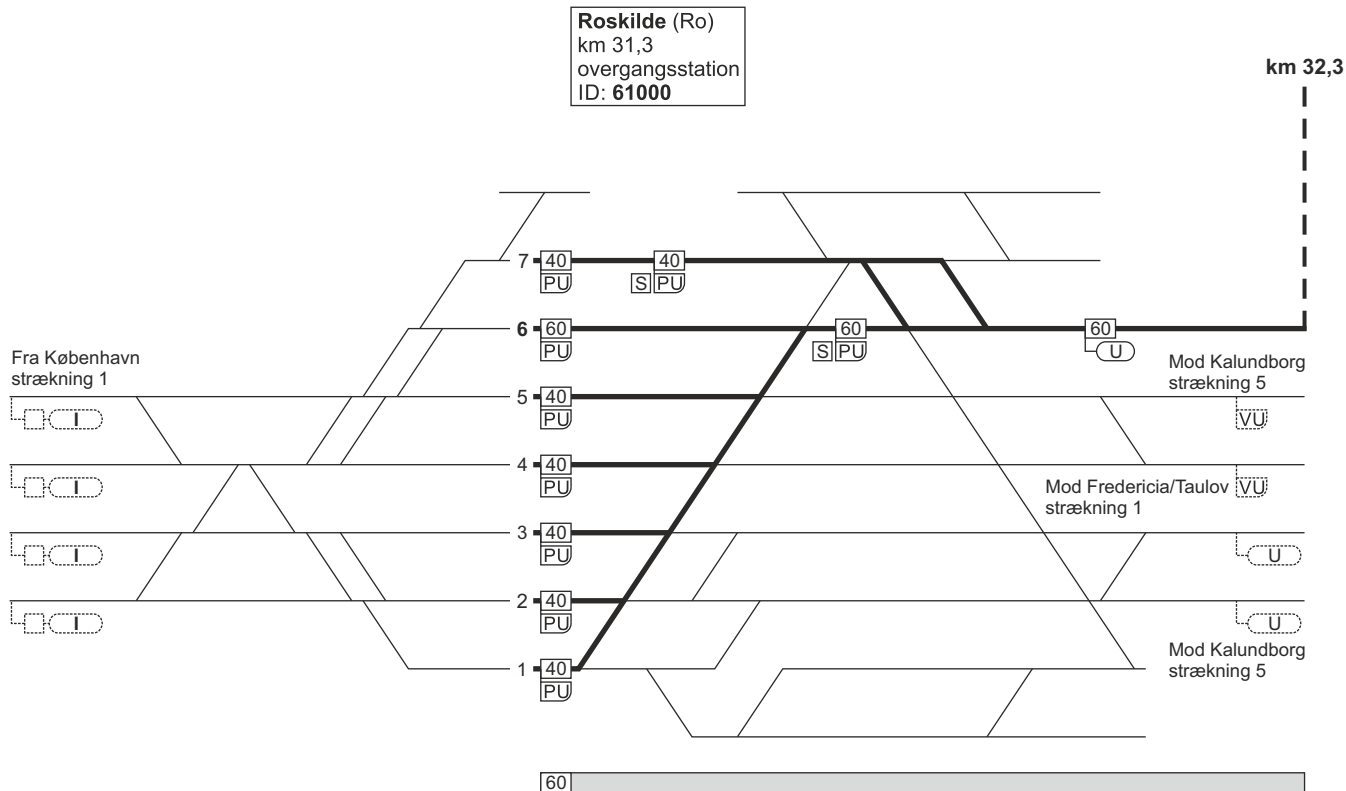 Roskilde (Ro)
km 31,3
overgangsstation
ID: 61000
km 32,3
7 40 40
PU S PU
6 60 60 60
PU S PU U
Fra København
strækning 1
Mod Kalundborg
strækning 5
5 40
I PU VU
4 40
I PU VU
Mod Fredericia/Taulov
strækning 1
3 40
I PU U
2 40
I PU U
Mod Kalundborg
strækning 5
1 40
PU
60